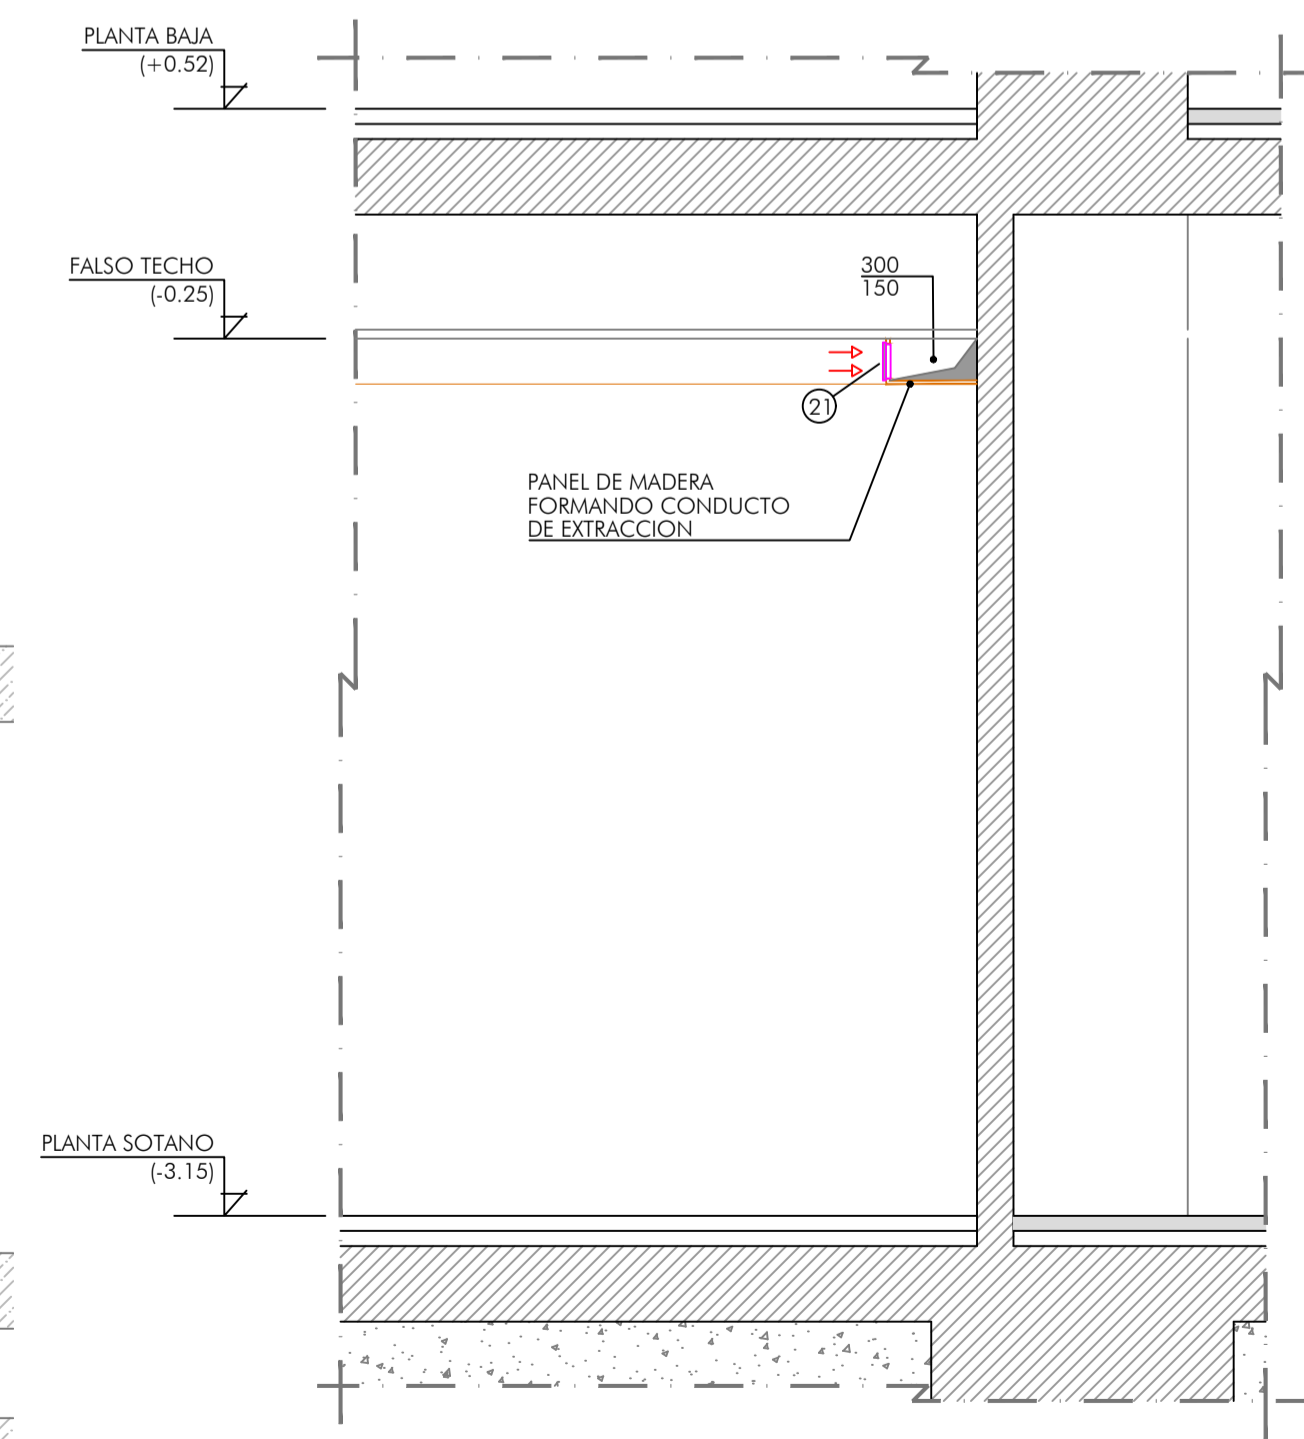 PLANTA BAJA
(+0.52)
FALSO TECHO
(-0.25)
300
150
21
PANEL DE MADERA
FORMANDO CONDUCTO
DE EXTRACCION
PLANTA SOTANO
(-3.15)